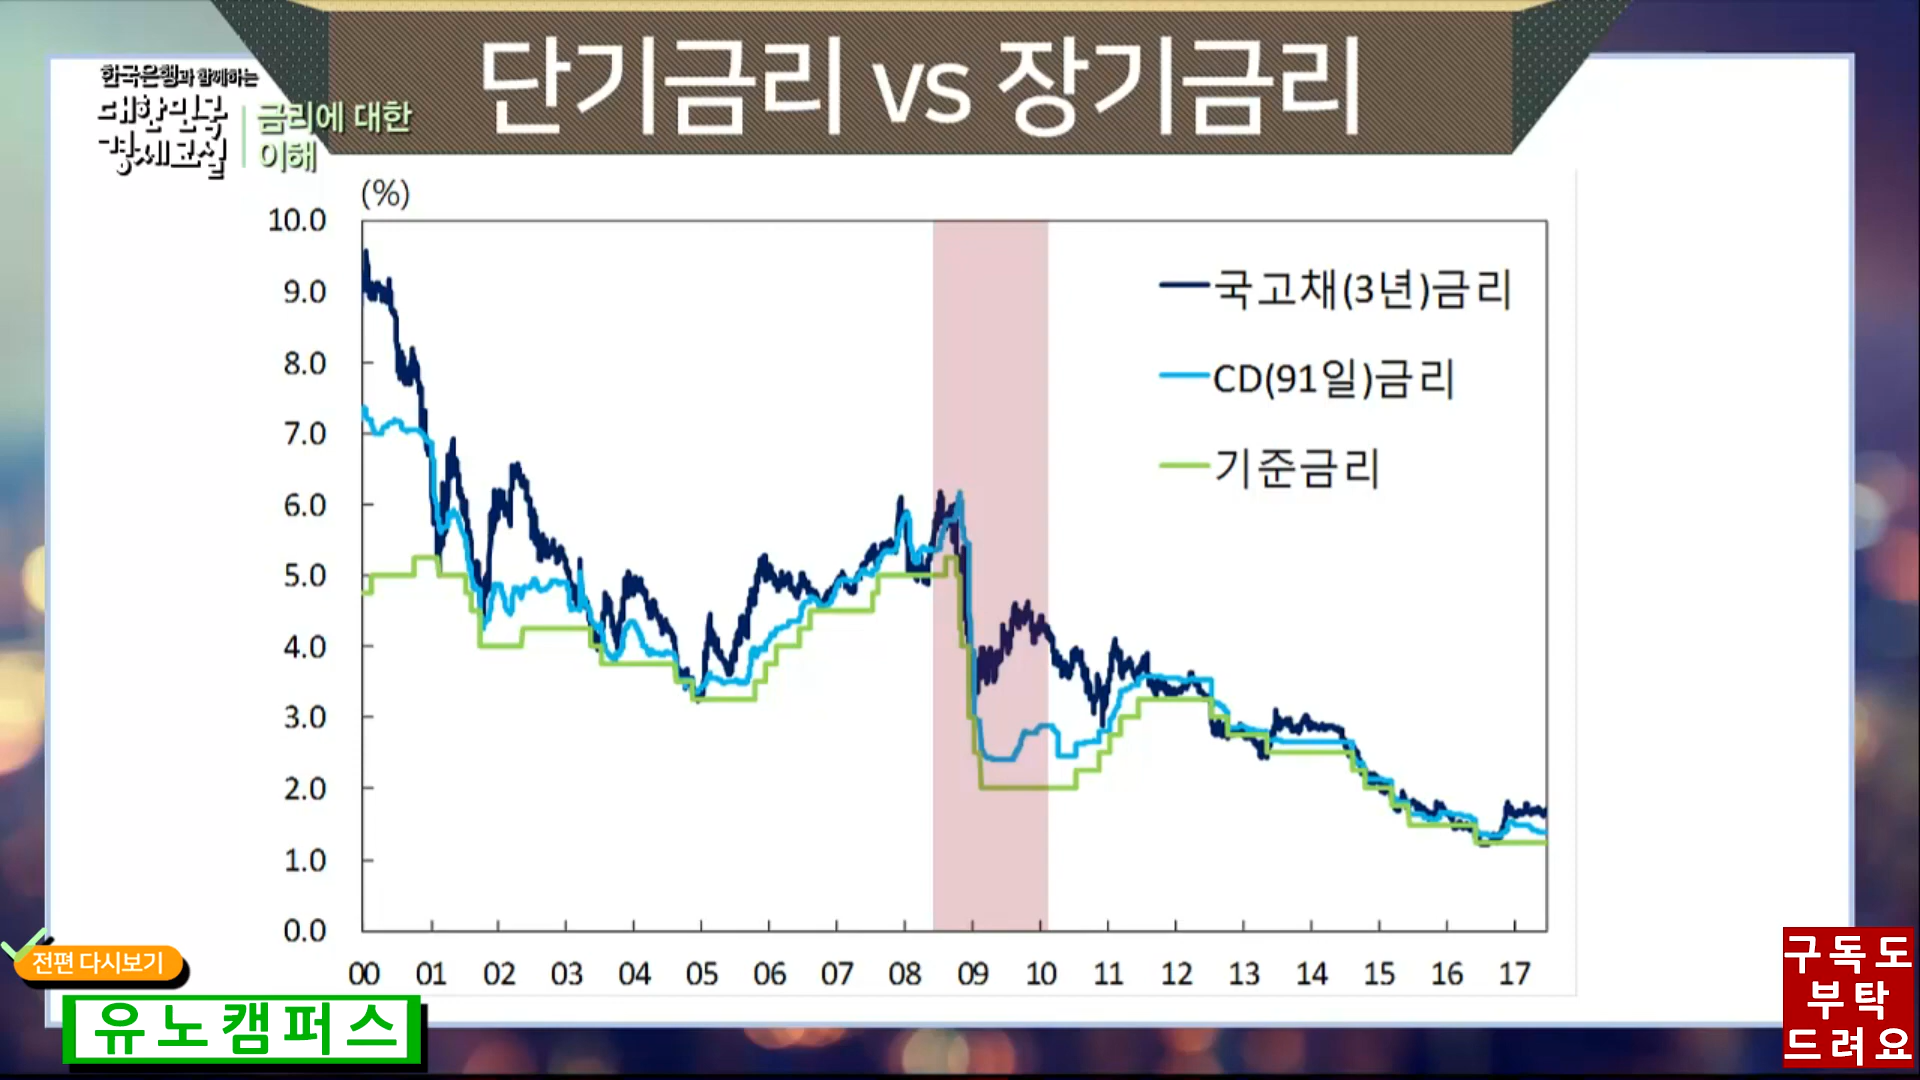 단기금리 vs 장기금리
한국은행과 함께하는
대한민국
경제교실
금리에 대한
이해
(%)
10.0
9.0
8.0
7.0
6.0
5.0
4.0
3.0
2.0
1.0
0.0
국고채(3년)금리
CD(91일)금리
기준금리
00 01 02 03 04 05 06 07 08 09 10 11 12 13 14 15 16 17
전편 다시보기
유노캠퍼스
구독도
부탁
드려요